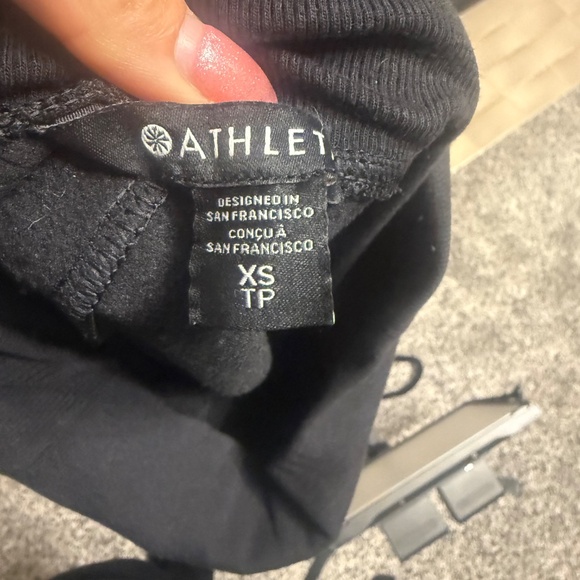 ATHLET
DESIGNED IN
SAN FRANCISCO
CONÇU À
SAN FRANCISCO
XS
TP